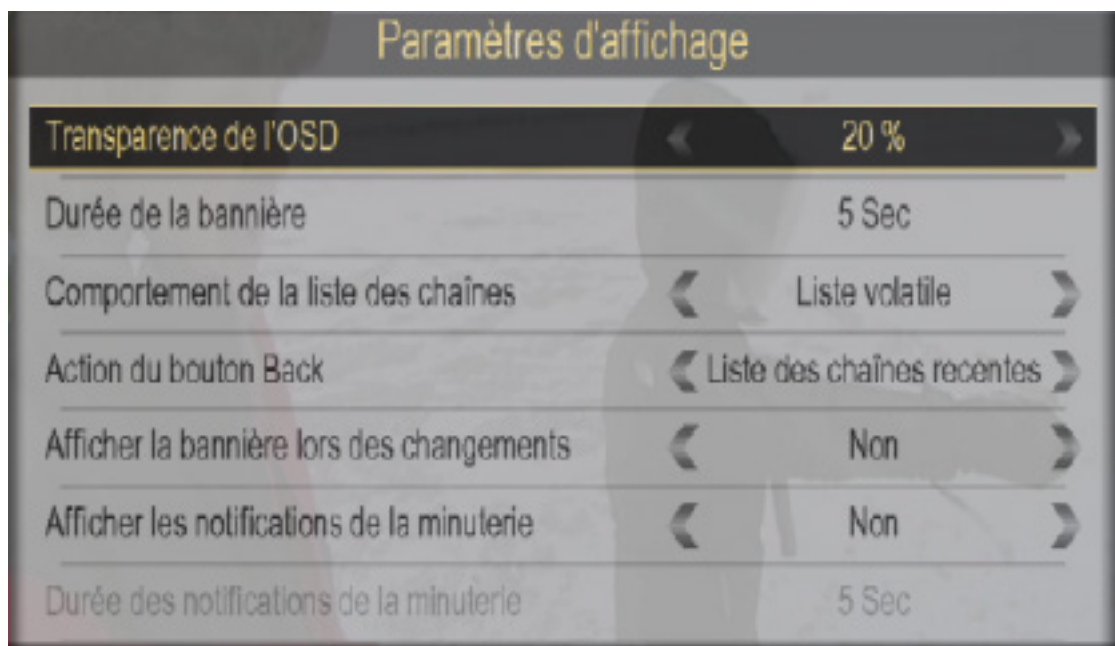 Paramètres d'affichage
Transparence de l'OSD 20 %
Durée de la bannière 5 Sec
Comportement de la liste des chaînes Liste volatile
Action du bouton Back Liste des chaînes recentes
Afficher la bannière lors des changements Non
Afficher les notifications de la minuterie Non
Durée des notifications de la minuterie 5 Sec